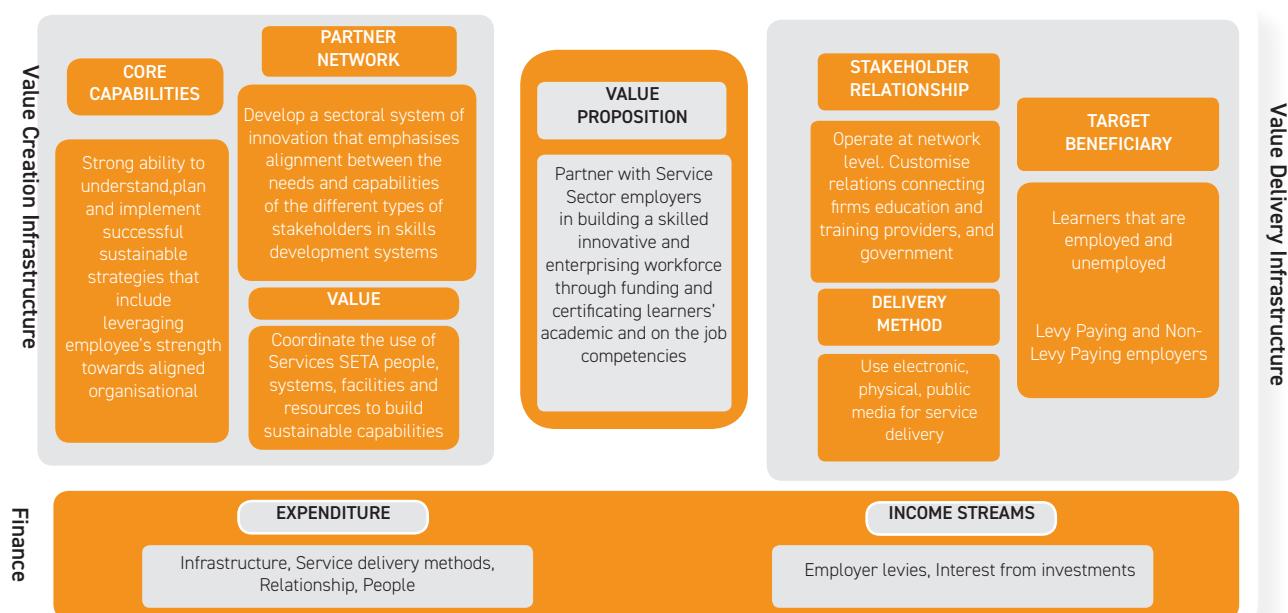 Value Creation Infrastructure
CORE
CAPABILITIES
Strong ability to
understand,plan
and implement
successful
sustainable
strategies that
include
leveraging
employee's strength
towards aligned
organisational
PARTNER
NETWORK
Develop a sectoral system of
innovation that emphasises
alignment between the
needs and capabilities
of the different types of
stakeholders in skills
development systems
VALUE
Coordinate the use of
Services SETA people,
systems, facilities and
resources to build
sustainable capabilities
VALUE
PROPOSITION
Partner with Service
Sector employers
in building a skilled
innovative and
enterprising workforce
through funding and
certificating learners'
academic and on the job
competencies
STAKEHOLDER
RELATIONSHIP
Operate at network
level. Customise
relations connecting
firms education and
training providers, and
government
DELIVERY
METHOD
Use electronic,
physical, public
media for service
delivery
TARGET
BENEFICIARY
Learners that are
employed and
unemployed
Levy Paying and Non-
Levy Paying employers
Value Delivery Infrastructure
Finance
EXPENDITURE
Infrastructure, Service delivery methods,
Relationship, People
INCOME STREAMS
Employer levies, Interest from investments